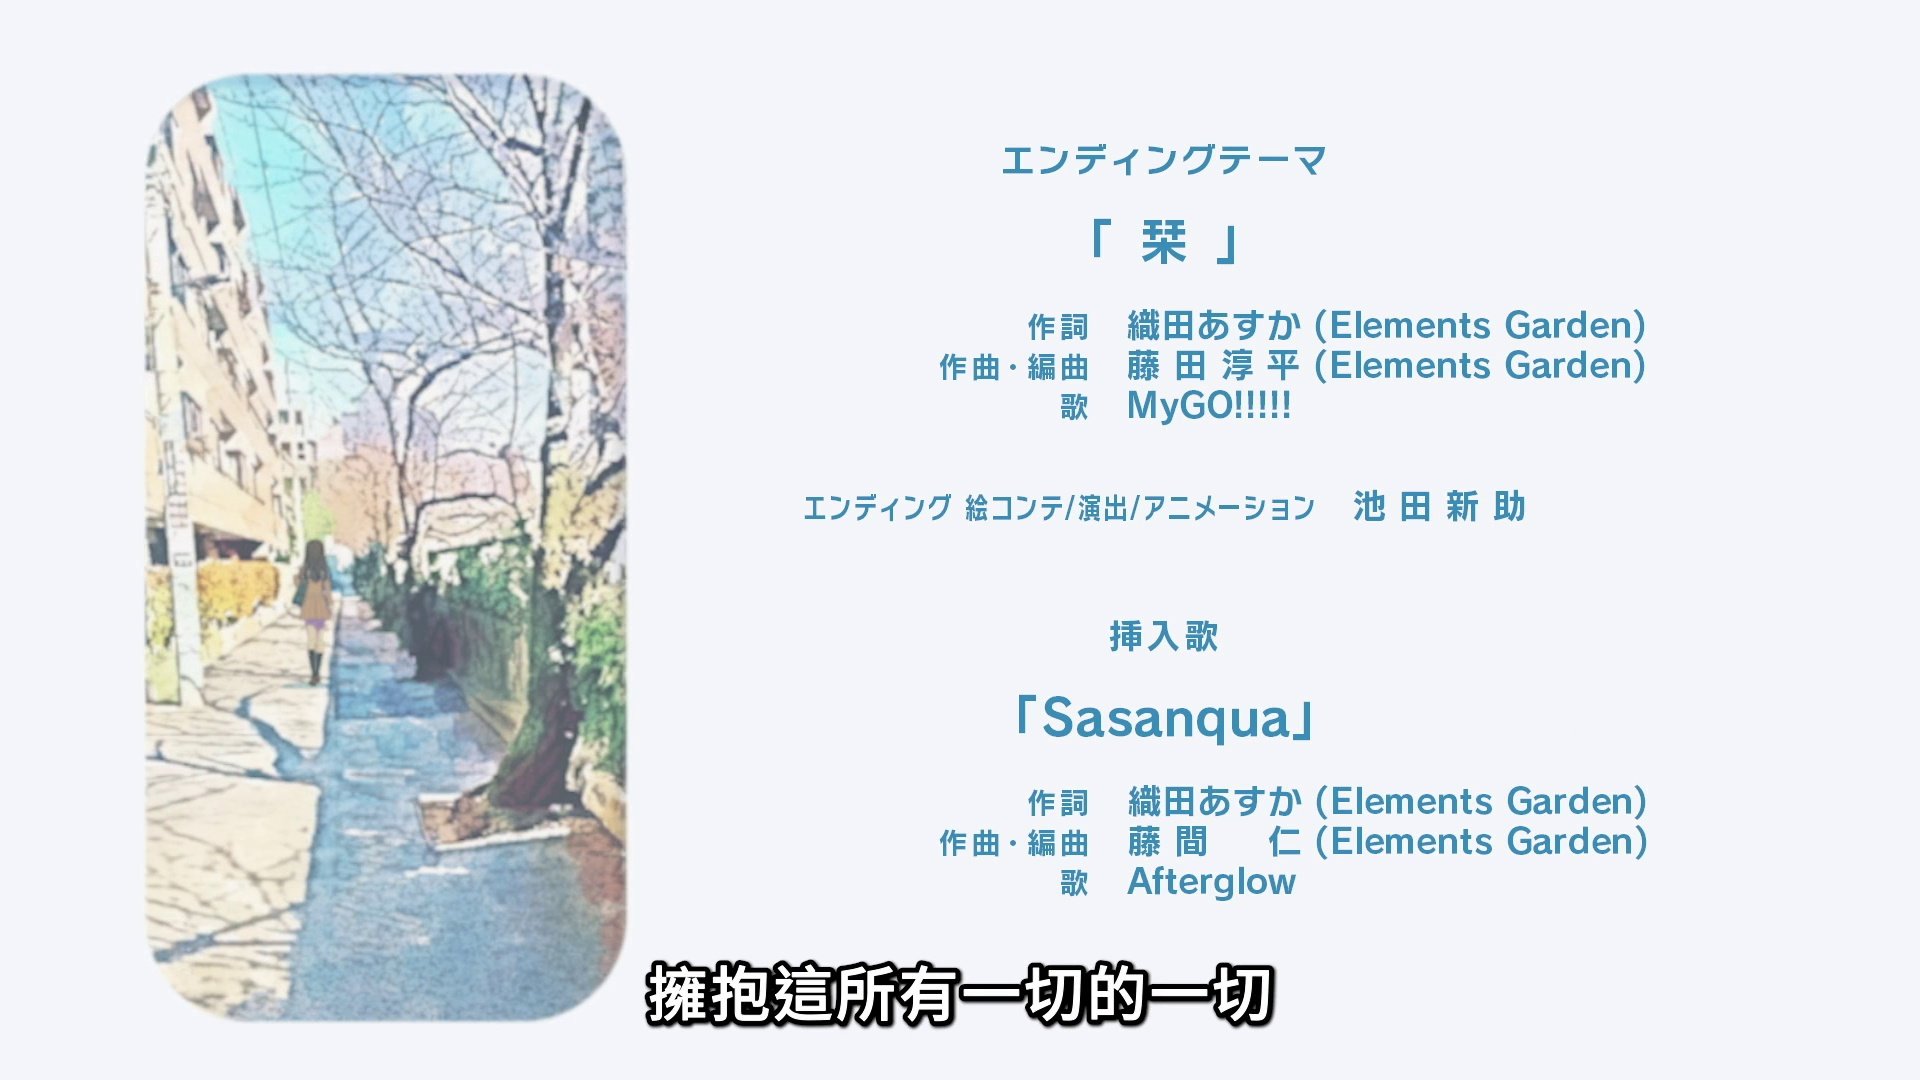 エンディングテーマ
「 栞 」
作詞 織田あすか (Elements Garden)
作曲・編曲 藤田淳平 (Elements Garden)
歌 MyGO!!!!!
エンディング 絵コンテ/演出/アニメーション 池田新助
挿入歌
「Sasanqua」
作詞 織田あすか (Elements Garden)
作曲・編曲 藤間 仁 (Elements Garden)
歌 Afterglow
擁抱這所有一切的一切